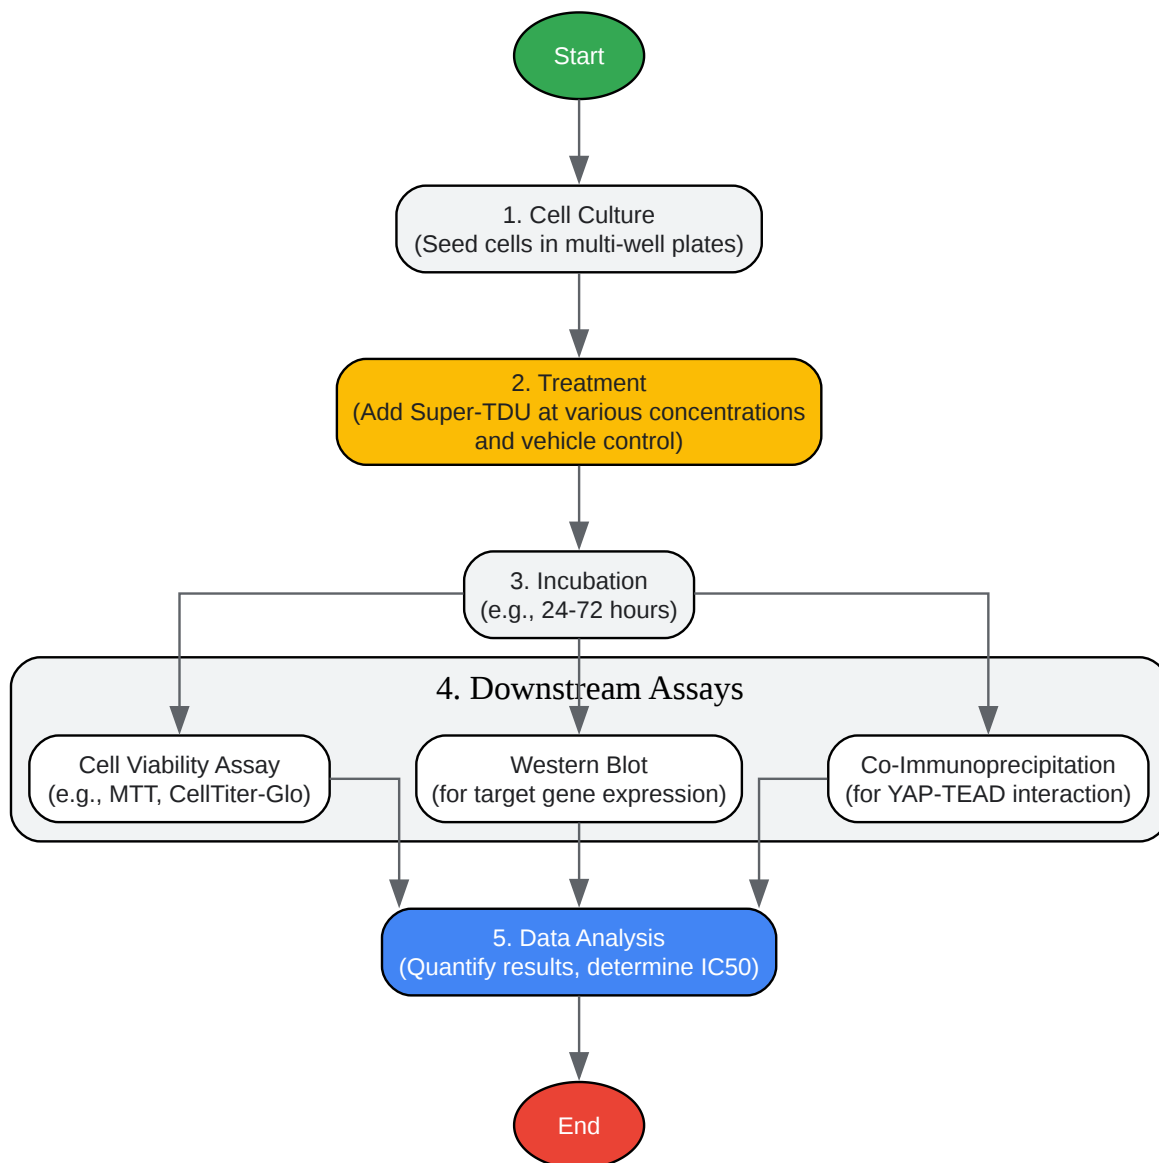 Start
1. Cell Culture
(Seed cells in multi-well plates)
2. Treatment
(Add Super-TDU at various concentrations
and vehicle control)
3. Incubation
(e.g., 24-72 hours)
4. Downstream Assays
Cell Viability Assay
(e.g., MTT, CellTiter-Glo)
Western Blot
(for target gene expression)
Co-Immunoprecipitation
(for YAP-TEAD interaction)
5. Data Analysis
(Quantify results, determine IC50)
End